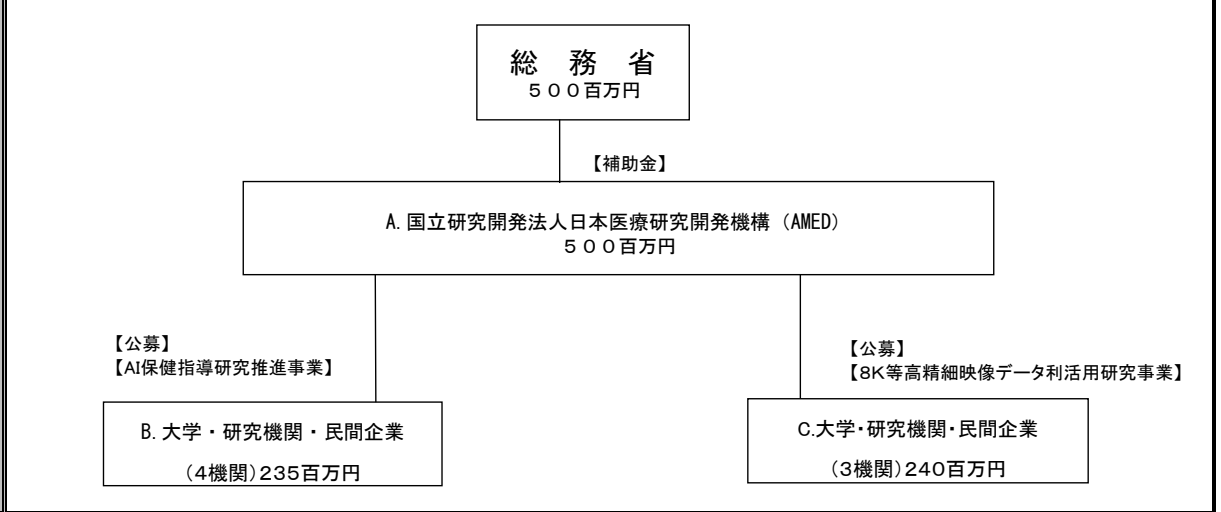 総　務　省
５００百万円
【補助金】
A. 国立研究開発法人日本医療研究開発機構（AMED）
５００百万円
【公募】
【AI保健指導研究推進事業】
【公募】
【８K等高精細映像データ利活用研究事業】
B. 大学・研究機関・民間企業
（４機関）２３５百万円
C.大学・研究機関・民間企業
（３機関）２４０百万円